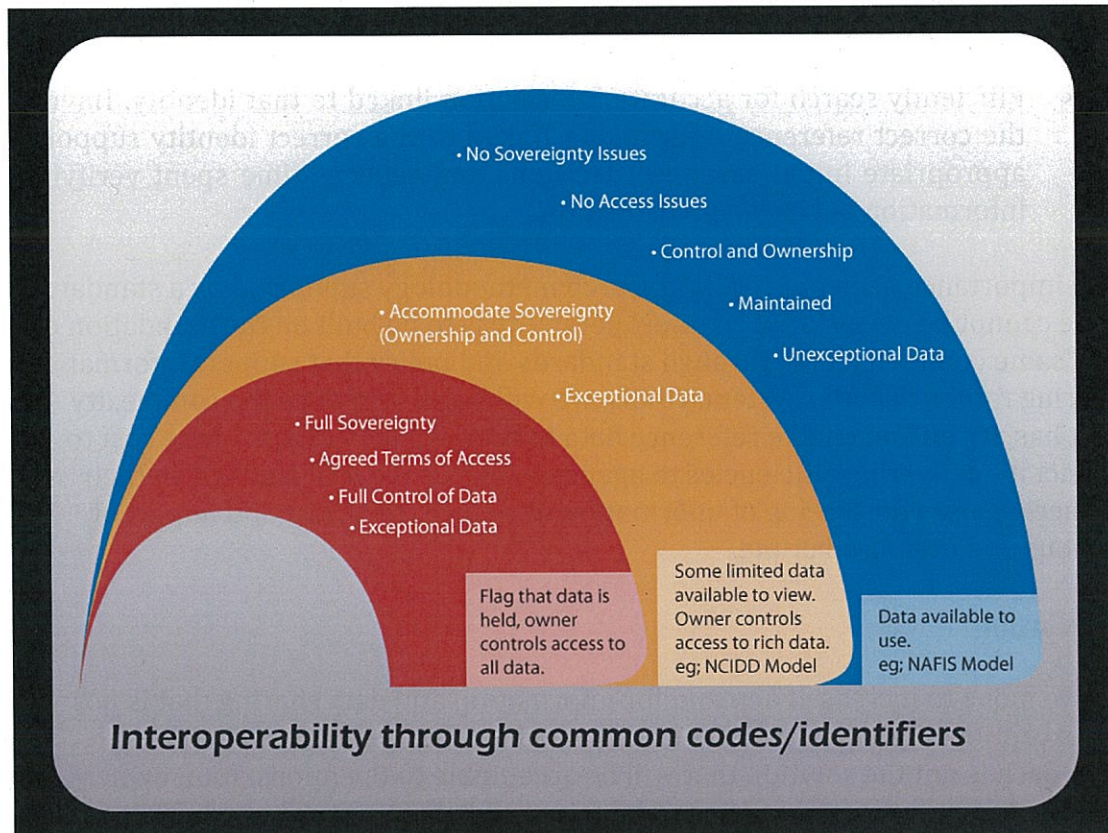 • No Sovereignty Issues
• No Access Issues
• Control and Ownership
• Maintained
• Unexceptional Data
• Accommodate Sovereignty
(Ownership and Control)
• Exceptional Data
• Full Sovereignty
• Agreed Terms of Access
• Full Control of Data
• Exceptional Data
Flag that data is
held, owner
controls access to
all data.
Some limited data
available to view.
Owner controls
access to rich data.
eg; NCIDD Model
Data available to
use.
eg; NAFIS Model
Interoperability through common codes/identifiers